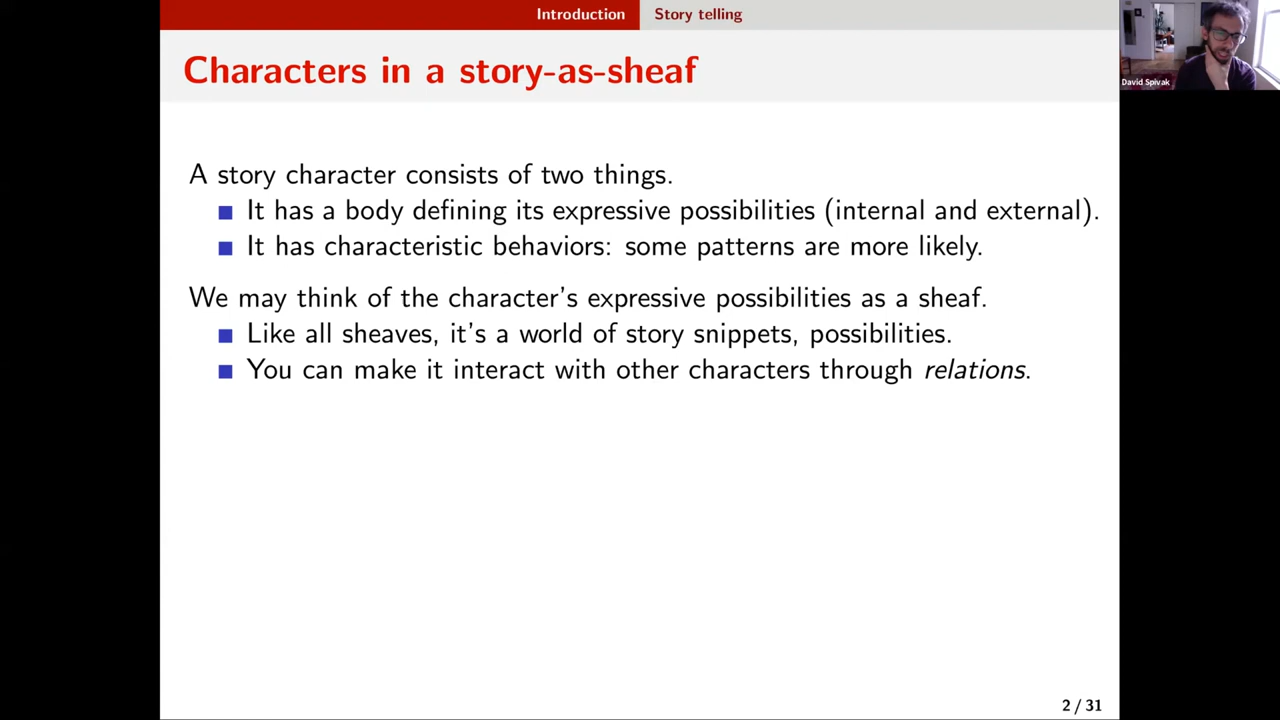 Introduction Story telling
Characters in a story-as-sheaf
David Spivak
A story character consists of two things.
It has a body defining its expressive possibilities (internal and external).
It has characteristic behaviors: some patterns are more likely.
We may think of the character's expressive possibilities as a sheaf.
Like all sheaves, it's a world of story snippets, possibilities.
You can make it interact with other characters through relations.
2 / 31